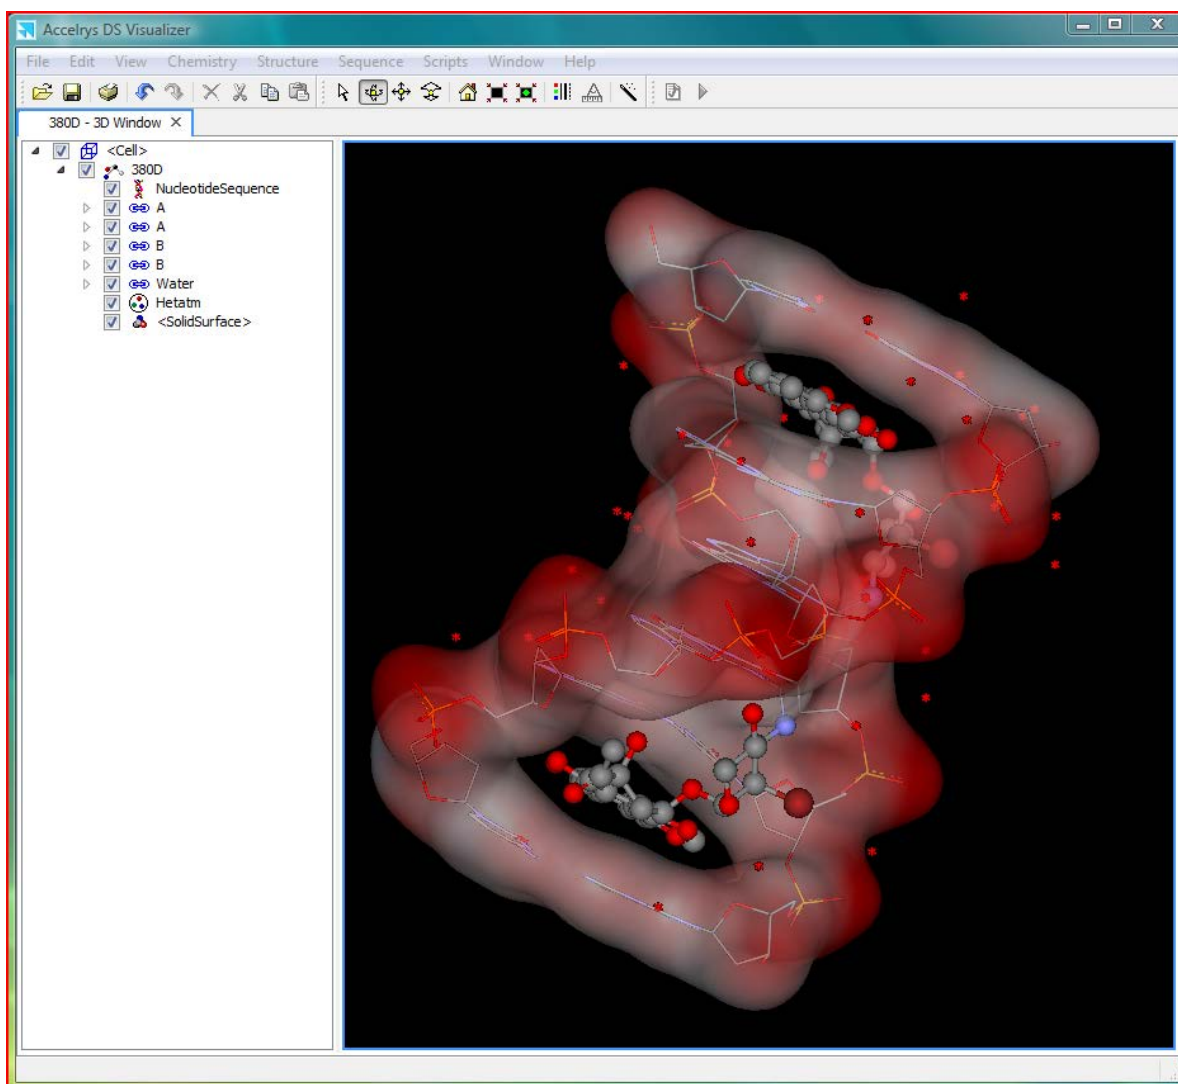 Accelrys DS Visualizer
File Edit View Chemistry Structure Sequence Scripts Window Help
380D - 3D Window
<Cell>
380D
NucleotideSequence
A
A
B
B
Water
Hetatm
<SolidSurface>